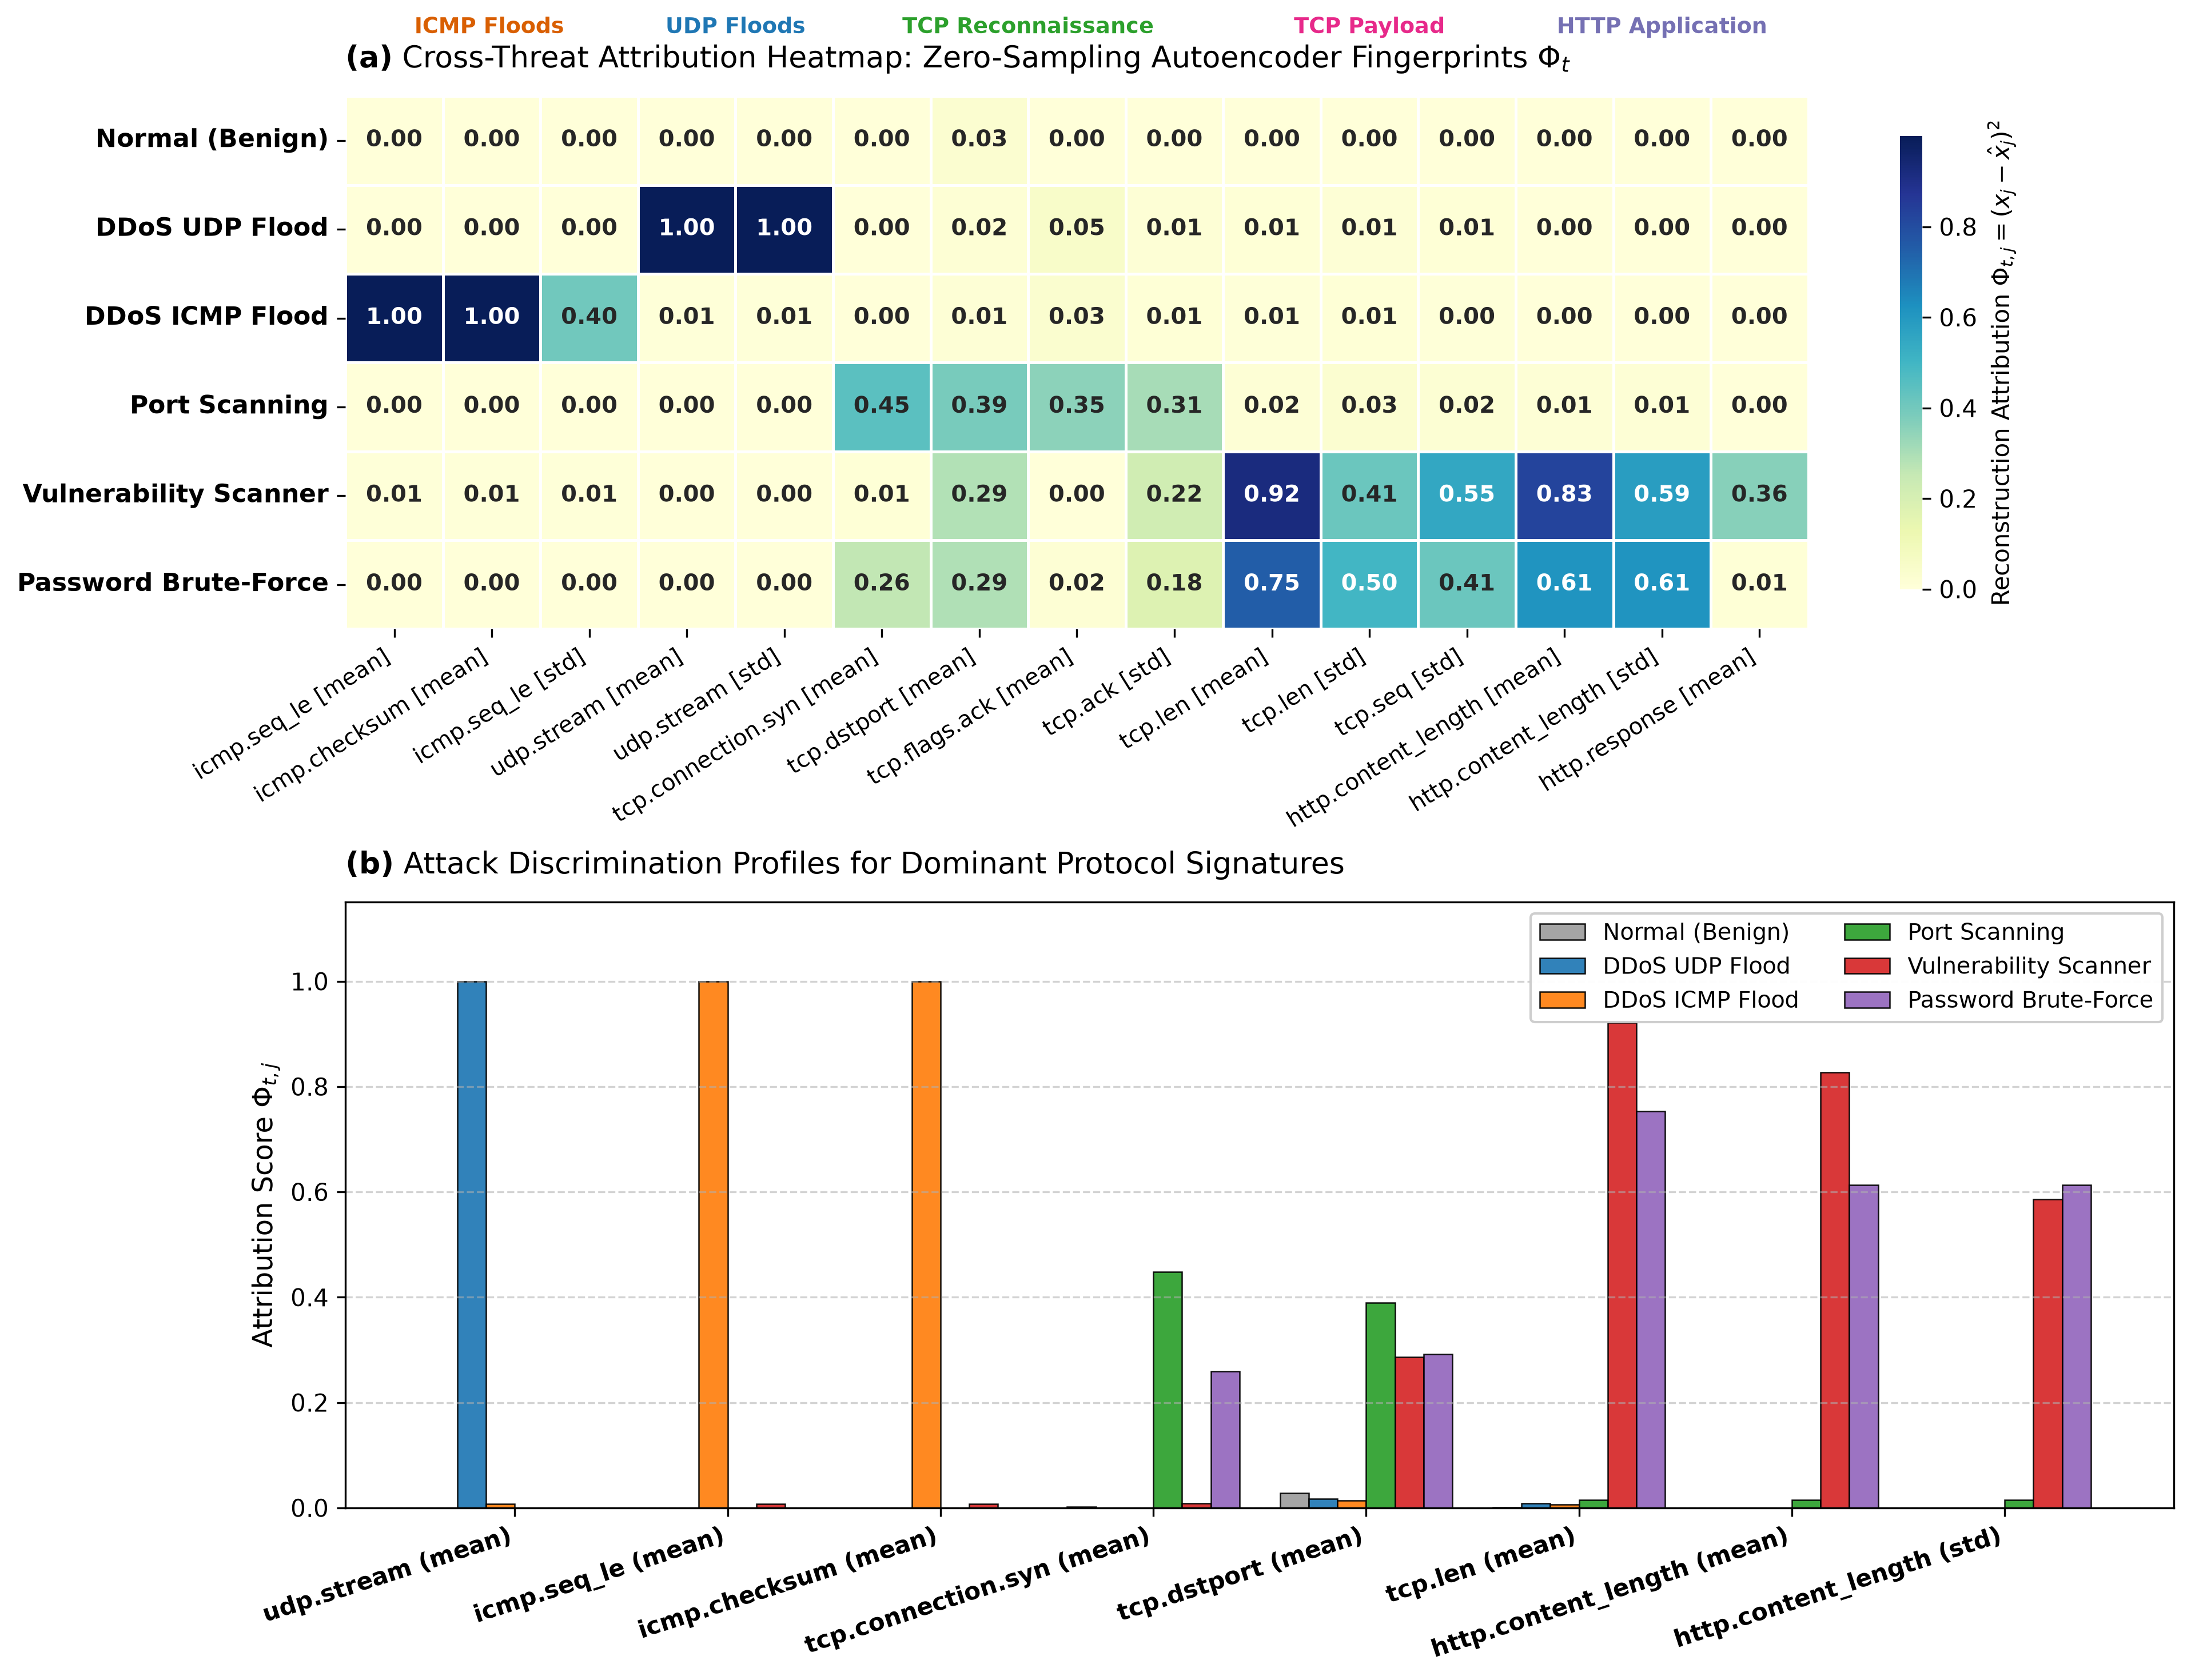 ICMP Floods UDP Floods TCP Reconnaissance TCP Payload HTTP Application
(a) Cross-Threat Attribution Heatmap: Zero-Sampling Autoencoder Fingerprints Φ_t
Normal (Benign) 0.00 0.00 0.00 0.00 0.00 0.00 0.03 0.00 0.00 0.00 0.00 0.00 0.00 0.00 0.00
DDoS UDP Flood 0.00 0.00 0.00 1.00 1.00 0.00 0.02 0.05 0.01 0.01 0.01 0.01 0.00 0.00 0.00
DDoS ICMP Flood 1.00 1.00 0.40 0.01 0.01 0.00 0.01 0.03 0.01 0.01 0.01 0.00 0.00 0.00 0.00
Port Scanning 0.00 0.00 0.00 0.00 0.00 0.45 0.39 0.35 0.31 0.02 0.03 0.02 0.01 0.01 0.00
Vulnerability Scanner 0.01 0.01 0.01 0.00 0.00 0.01 0.29 0.00 0.22 0.92 0.41 0.55 0.83 0.59 0.36
Password Brute-Force 0.00 0.00 0.00 0.00 0.00 0.26 0.29 0.02 0.18 0.75 0.50 0.41 0.61 0.61 0.01
icmp.seq_le [mean]
icmp.checksum [mean]
icmp.seq_le [std]
udp.stream [mean]
udp.stream [std]
tcp.connection.syn [mean]
tcp.dstport [mean]
tcp.flags.ack [mean]
tcp.ack [std]
tcp.len [mean]
tcp.len [std]
tcp.seq [std]
http.content_length [mean]
http.content_length [std]
http.response [mean]
0.8
0.6
0.4
0.2
0.0
Reconstruction Attribution Φ_{t,j} = (x_j − x̂_j)²
(b) Attack Discrimination Profiles for Dominant Protocol Signatures
Normal (Benign)
DDoS UDP Flood
DDoS ICMP Flood
Port Scanning
Vulnerability Scanner
Password Brute-Force
Attribution Score Φ_{t,j}
1.0
0.8
0.6
0.4
0.2
0.0
udp.stream (mean)
icmp.seq_le (mean)
icmp.checksum (mean)
tcp.connection.syn (mean)
tcp.dstport (mean)
tcp.len (mean)
http.content_length (mean)
http.content_length (std)